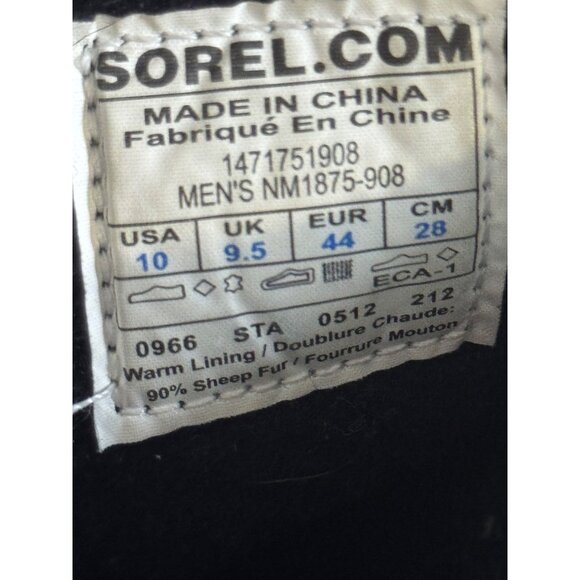 SOREL.COM
MADE IN CHINA
Fabriqué En Chine
1471751908
MEN'S NM1875-908
USA UK EUR CM
10 9.5 44 28
ECA-1
0966 STA 0512 212
Warm Lining / Doublure Chaude:
90% Sheep Fur / Fourrure Mouton